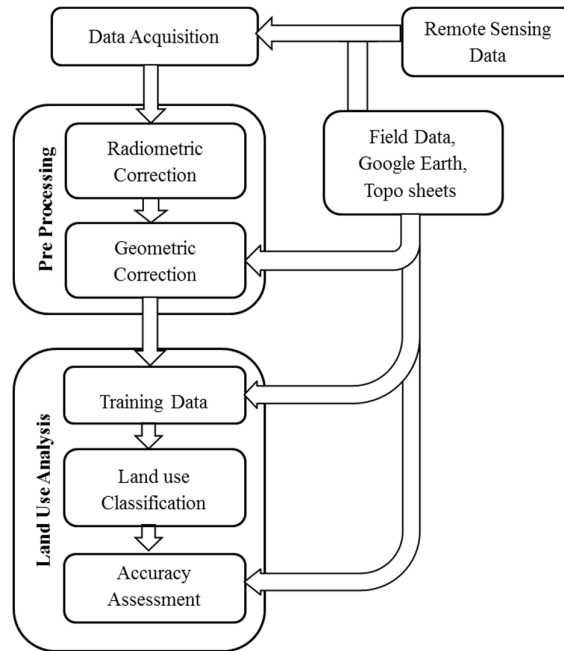 Data Acquisition
Remote Sensing
Data
Pre Processing
Radiometric
Correction
Geometric
Correction
Field Data,
Google Earth,
Topo sheets
Land Use Analysis
Training Data
Land use
Classification
Accuracy
Assessment